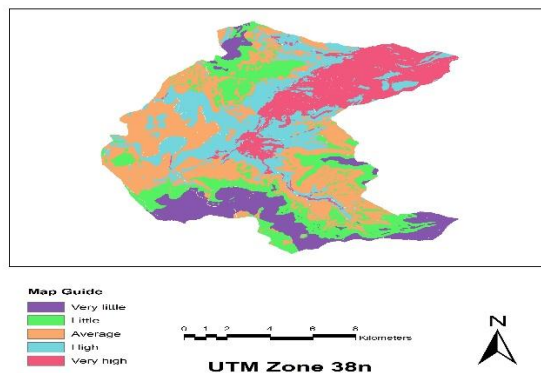 Map Guide
Very little
Little
Average
High
Very high
0 1 2 4 6 8
Kilometers
N
UTM Zone 38n